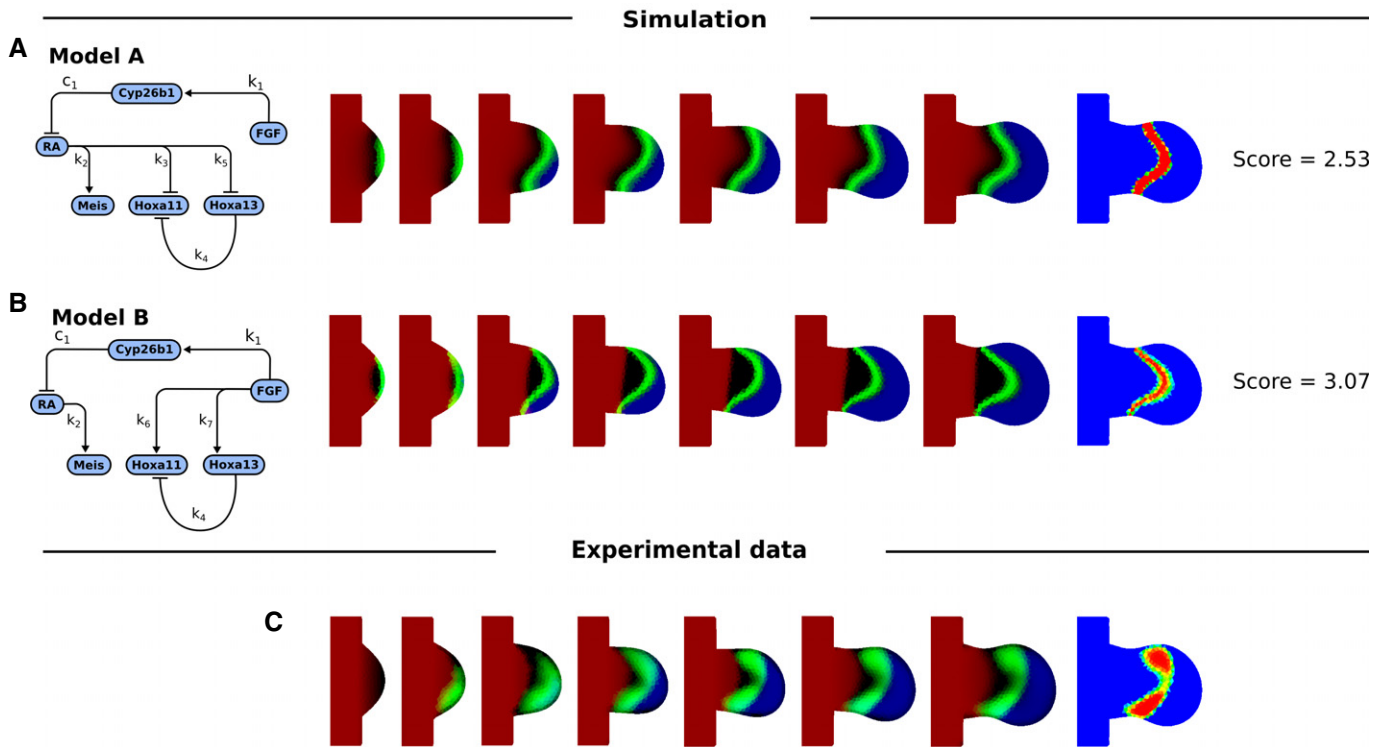 Simulation
A
Model A
c1
k1
Cyp26b1
FGF
RA
k2
k3
k5
Meis
Hoxa11
Hoxa13
k4
Score = 2.53
B
Model B
c1
k1
Cyp26b1
FGF
RA
k2
k6
k7
Meis
Hoxa11
Hoxa13
k4
Score = 3.07
Experimental data
C